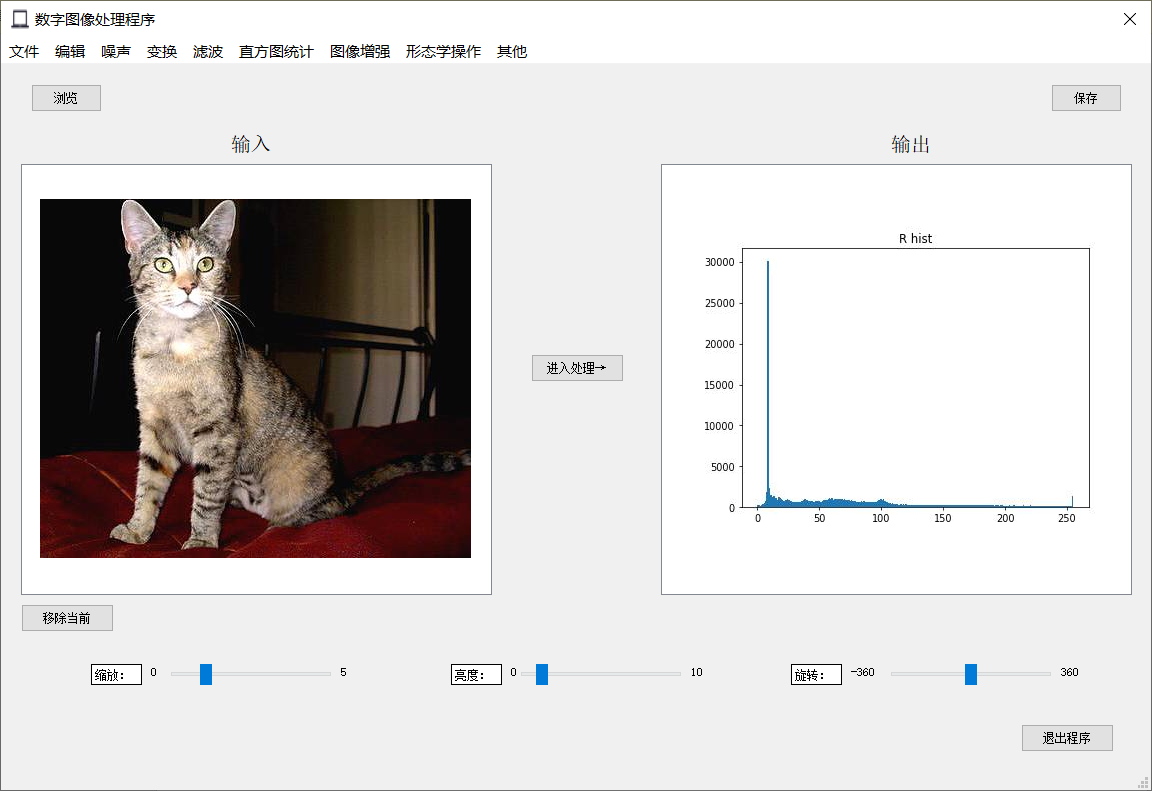 数字图像处理程序
文件 编辑 噪声 变换 滤波 直方图统计 图像增强 形态学操作 其他
浏览 保存
输入 输出
R hist
30000
25000
20000
15000
10000
5000
0
0 50 100 150 200 250
进入处理→
移除当前
缩放： 0 5 亮度： 0 10 旋转： -360 360
退出程序